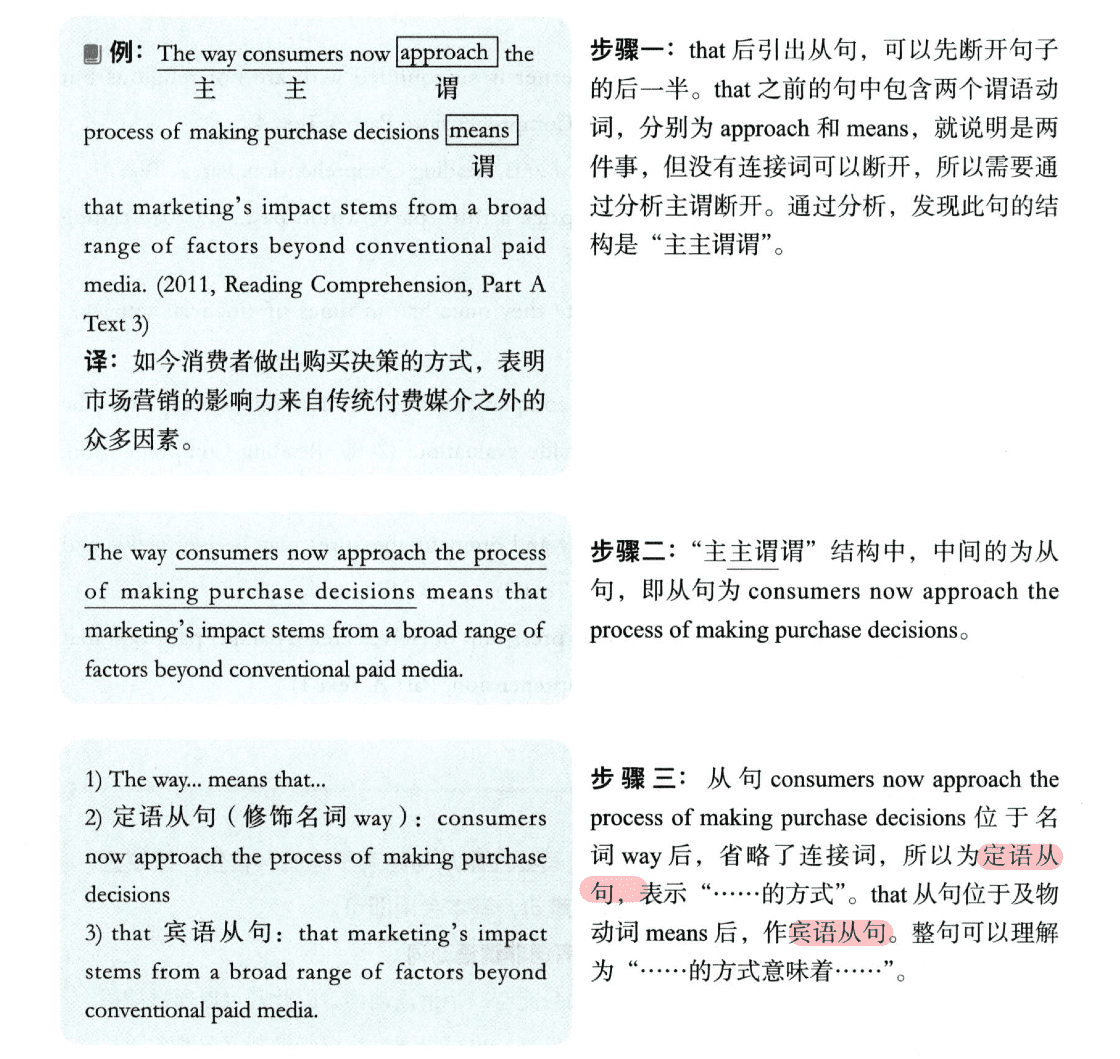 例：The way consumers now approach the
主 主 谓
process of making purchase decisions means
谓
that marketing's impact stems from a broad
range of factors beyond conventional paid
media. (2011, Reading Comprehension, Part A
Text 3)
译：如今消费者做出购买决策的方式，表明
市场营销的影响力来自传统付费媒介之外的
众多因素。
步骤一：that 后引出从句，可以先断开句子
的后一半。that 之前的句中包含两个谓语动
词，分别为 approach 和 means，就说明是两
件事，但没有连接词可以断开，所以需要通
过分析主谓断开。通过分析，发现此句的结
构是“主主谓谓”。
The way consumers now approach the process
of making purchase decisions means that
marketing's impact stems from a broad range of
factors beyond conventional paid media.
步骤二：“主主谓谓”结构中，中间的为从
句，即从句为 consumers now approach the
process of making purchase decisions。
1) The way... means that...
2) 定语从句（修饰名词 way）：consumers
now approach the process of making purchase
decisions
3) that 宾语从句：that marketing's impact
stems from a broad range of factors beyond
conventional paid media.
步骤三：从句 consumers now approach the
process of making purchase decisions 位于名
词 way 后，省略了连接词，所以为定语从
句，表示“……的方式”。that 从句位于及物
动词 means 后，作宾语从句。整句可以理解
为“……的方式意味着……”。